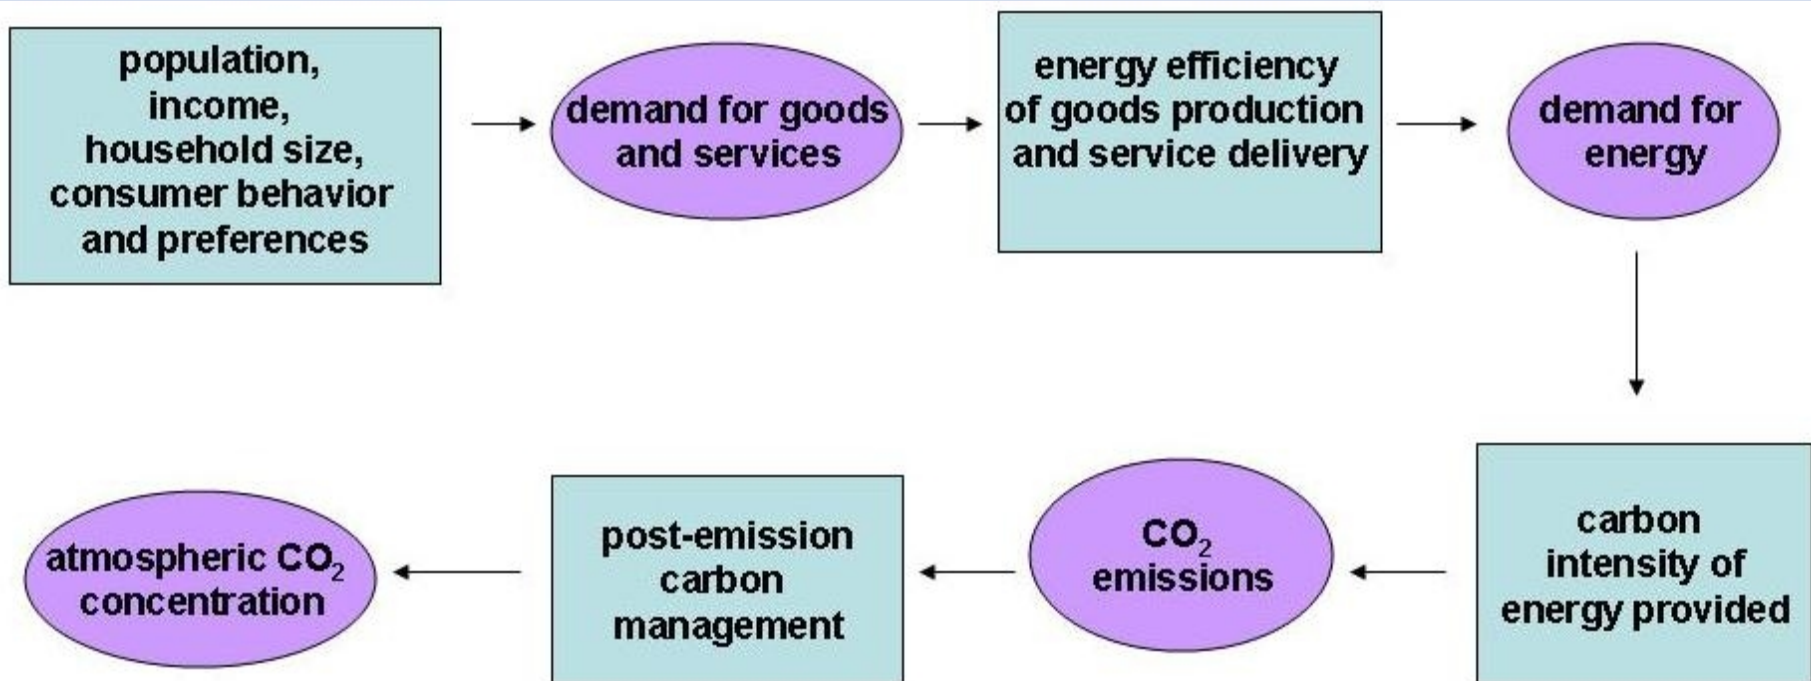 population,
income,
household size,
consumer behavior
and preferences
demand for goods
and services
energy efficiency
of goods production
and service delivery
demand for
energy
carbon
intensity of
energy provided
CO₂
emissions
post-emission
carbon
management
atmospheric CO₂
concentration